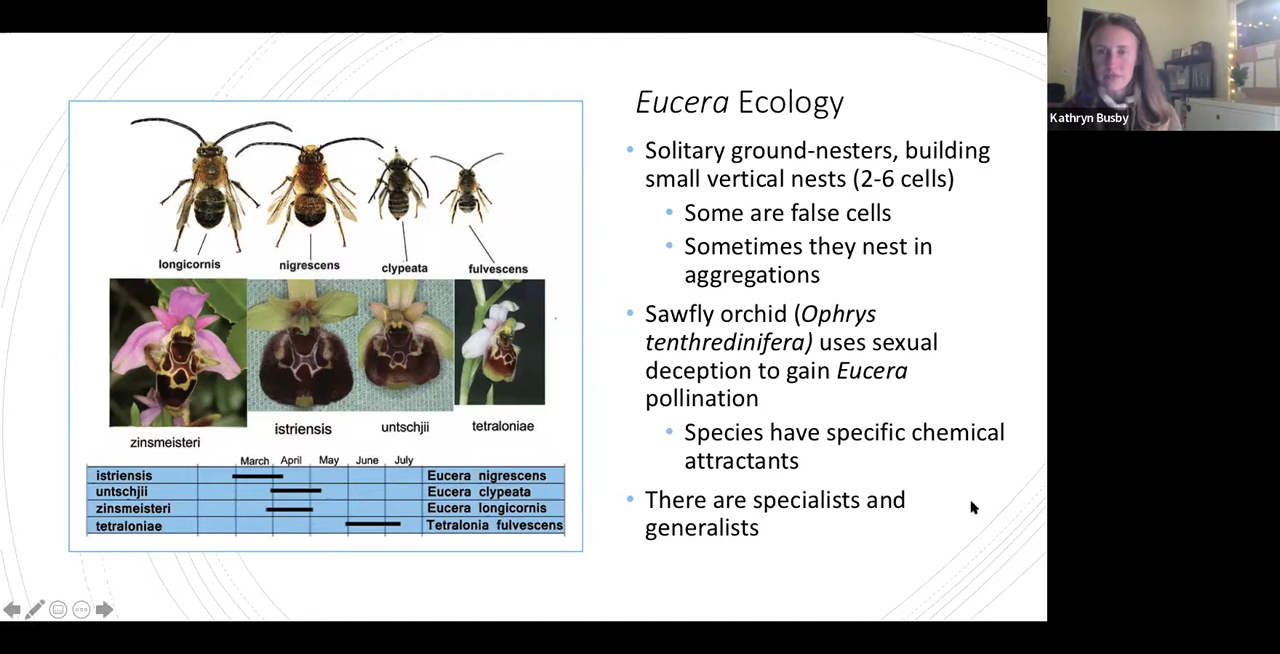 Kathryn Busby
Eucera Ecology
longicornis nigrescens clypeata fulvescens
zinsmeisteri istriensis untschjii tetraloniae
March April May June July
istriensis Eucera nigrescens
untschjii Eucera clypeata
zinsmeisteri Eucera longicornis
tetraloniae Tetralonia fulvescens
• Solitary ground-nesters, building
small vertical nests (2-6 cells)
• Some are false cells
• Sometimes they nest in
aggregations
• Sawfly orchid (Ophrys
tenthredinifera) uses sexual
deception to gain Eucera
pollination
• Species have specific chemical
attractants
• There are specialists and
generalists